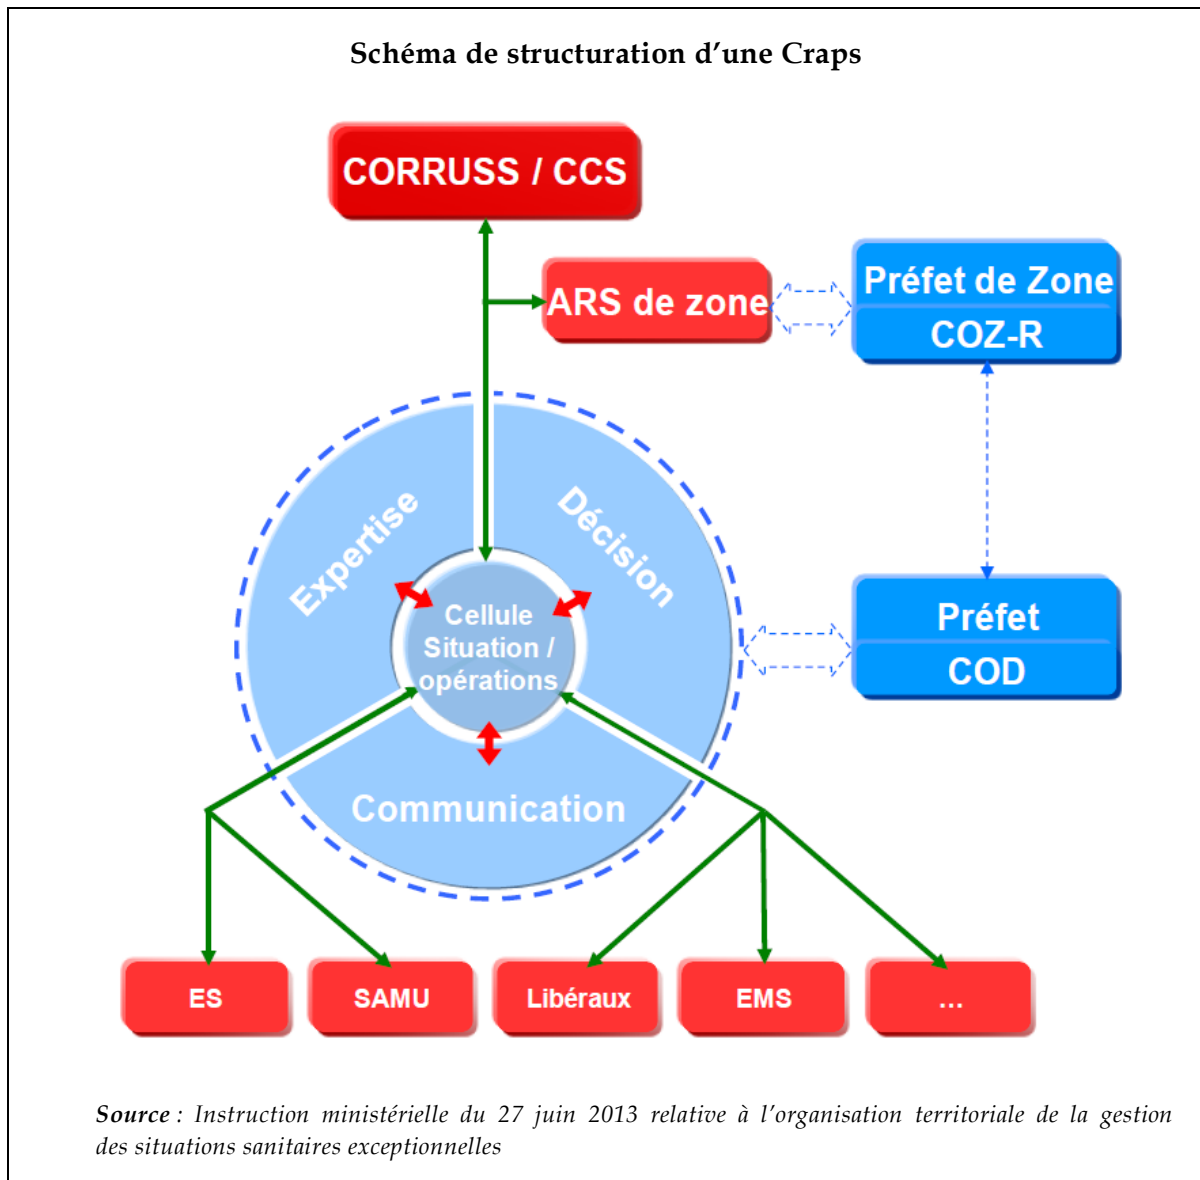 Schéma de structuration d’une Craps
CORRUSS / CCS
ARS de zone
Préfet de Zone
COZ-R
Expertise
Décision
Cellule
Situation /
opérations
Préfet
COD
Communication
ES
SAMU
Libéraux
EMS
...
Source : Instruction ministérielle du 27 juin 2013 relative à l’organisation territoriale de la gestion
des situations sanitaires exceptionnelles